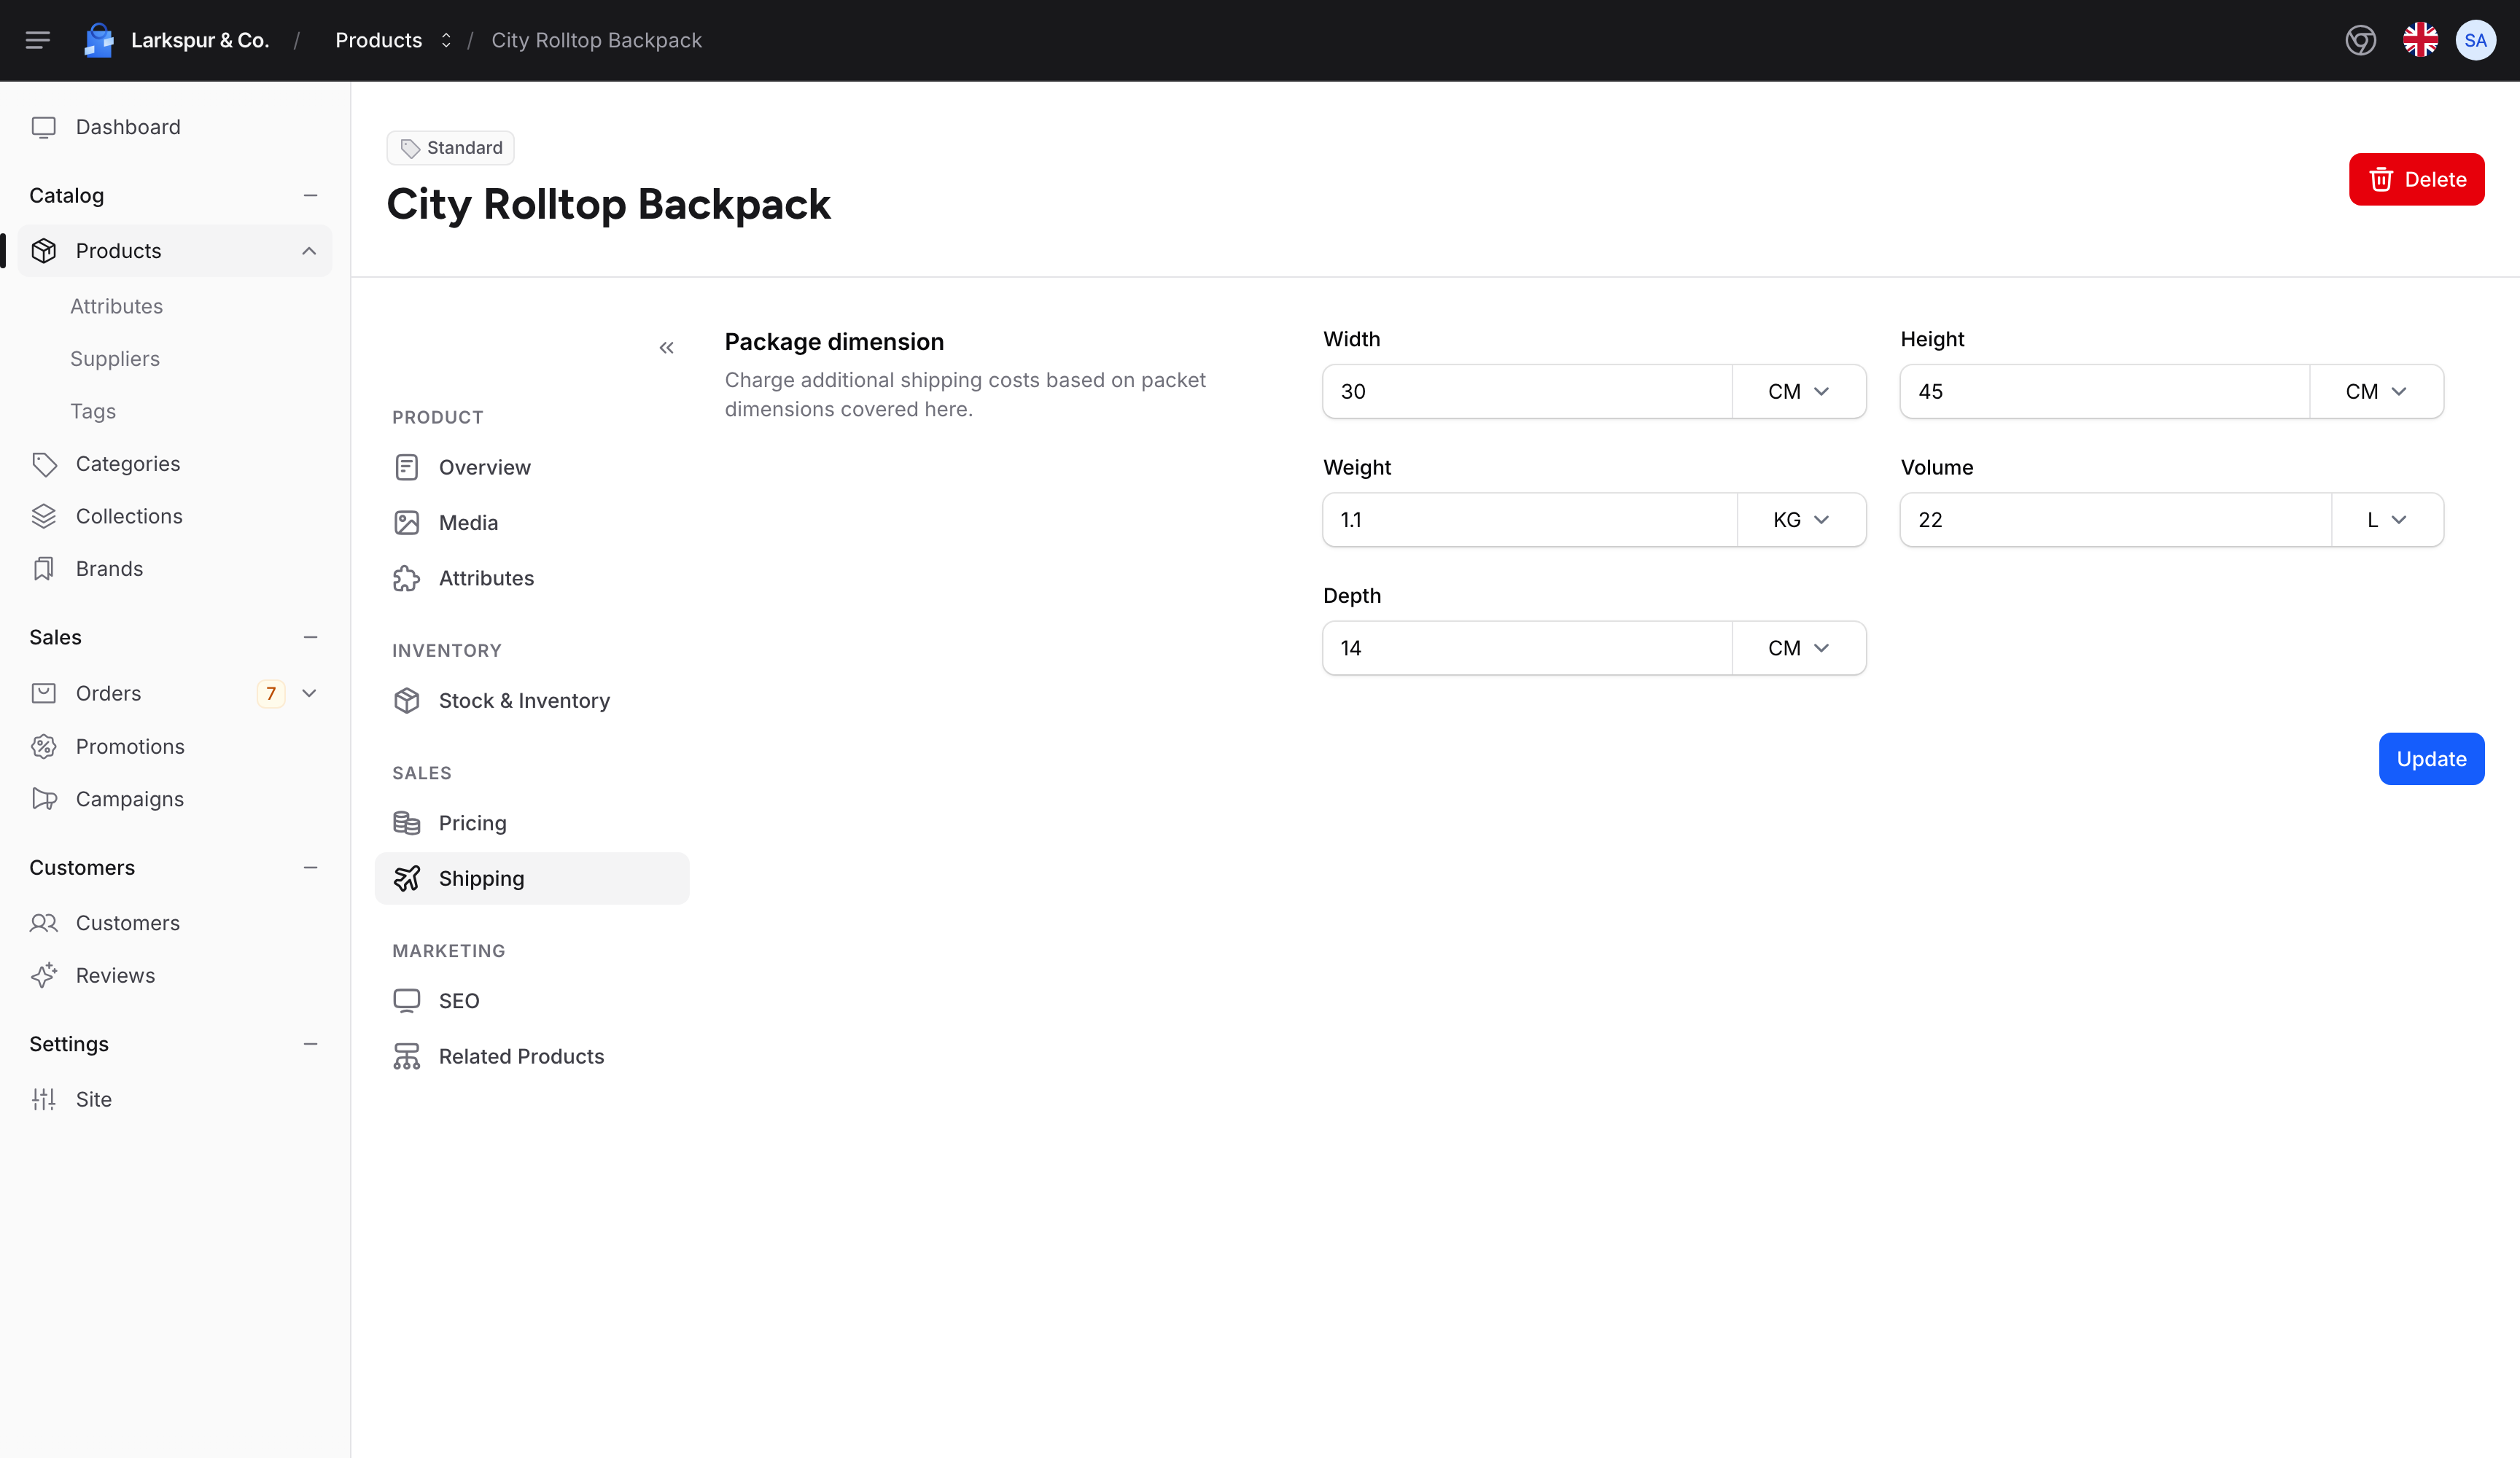 Larkspur & Co. / Products / City Rolltop Backpack
SA
Dashboard
Catalog
Products
Attributes
Suppliers
Tags
Categories
Collections
Brands
Sales
Orders 7
Promotions
Campaigns
Customers
Customers
Reviews
Settings
Site
Standard
City Rolltop Backpack
Delete
PRODUCT
Overview
Media
Attributes
INVENTORY
Stock & Inventory
SALES
Pricing
Shipping
MARKETING
SEO
Related Products
Package dimension
Charge additional shipping costs based on packet
dimensions covered here.
Width
30 CM
Height
45 CM
Weight
1.1 KG
Volume
22 L
Depth
14 CM
Update